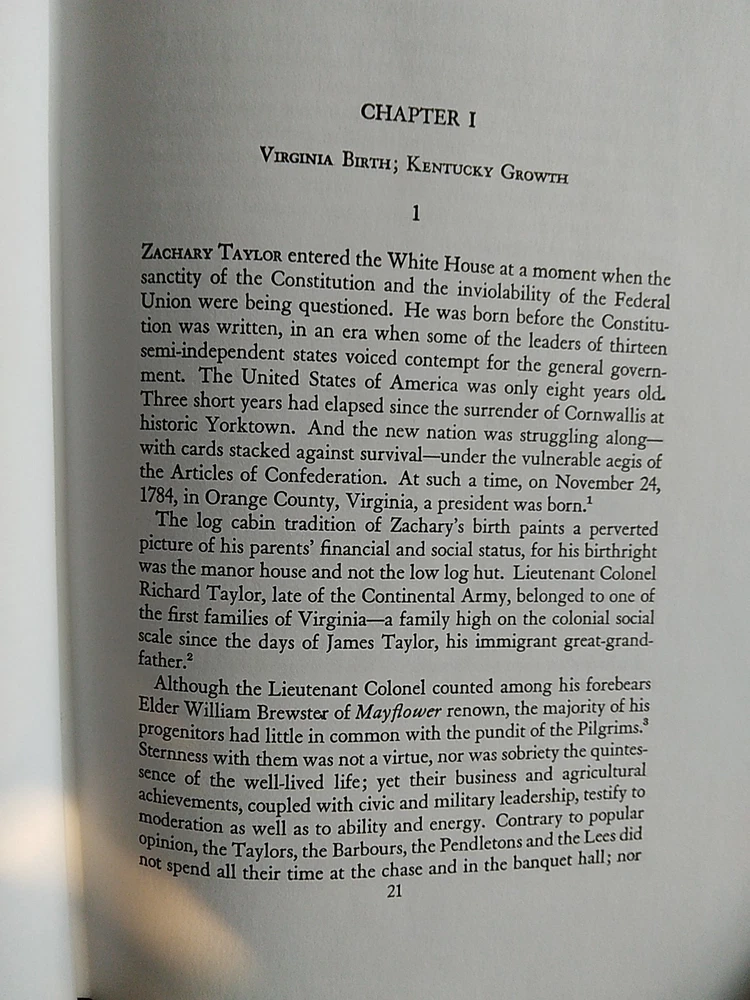 CHAPTER I
Virginia Birth; Kentucky Growth
1
Zachary Taylor entered the White House at a moment when the
sanctity of the Constitution and the inviolability of the Federal
Union were being questioned. He was born before the Constitu-
tion was written, in an era when some of the leaders of thirteen
semi-independent states voiced contempt for the general govern-
ment. The United States of America was only eight years old.
Three short years had elapsed since the surrender of Cornwallis at
historic Yorktown. And the new nation was struggling along—
with cards stacked against survival—under the vulnerable aegis of
the Articles of Confederation. At such a time, on November 24,
1784, in Orange County, Virginia, a president was born.¹
The log cabin tradition of Zachary's birth paints a perverted
picture of his parents' financial and social status, for his birthright
was the manor house and not the low log hut. Lieutenant Colonel
Richard Taylor, late of the Continental Army, belonged to one of
the first families of Virginia—a family high on the colonial social
scale since the days of James Taylor, his immigrant great-grand-
father.²
Although the Lieutenant Colonel counted among his forebears
Elder William Brewster of Mayflower renown, the majority of his
progenitors had little in common with the pundit of the Pilgrims.³
Sternness with them was not a virtue, nor was sobriety the quintes-
sence of the well-lived life; yet their business and agricultural
achievements, coupled with civic and military leadership, testify to
moderation as well as to ability and energy. Contrary to popular
opinion, the Taylors, the Barbours, the Pendletons and the Lees did
not spend all their time at the chase and in the banquet hall; nor
21